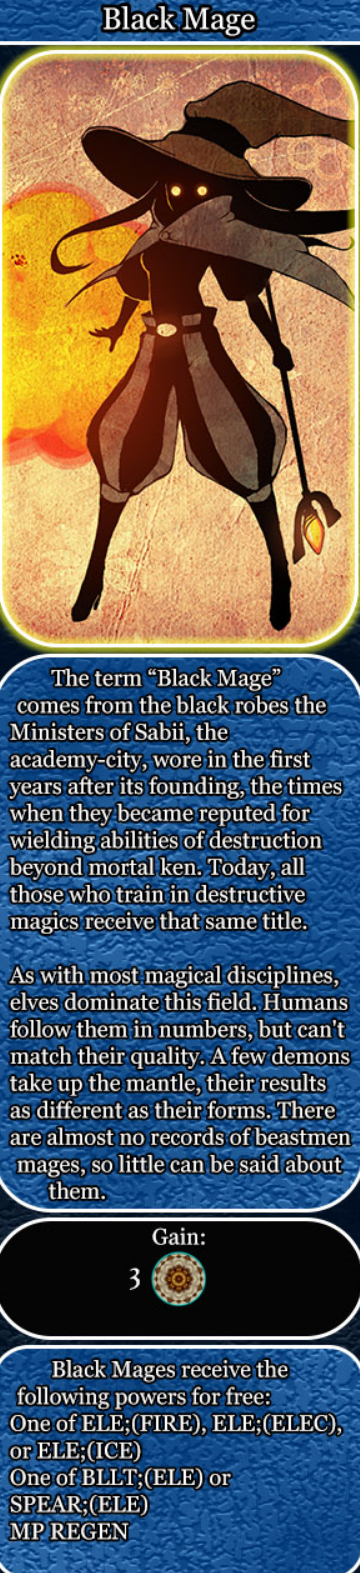 Black Mage
The term “Black Mage”
comes from the black robes the
Ministers of Sabii, the
academy-city, wore in the first
years after its founding, the times
when they became reputed for
wielding abilities of destruction
beyond mortal ken. Today, all
those who train in destructive
magics receive that same title.
As with most magical disciplines,
elves dominate this field. Humans
follow them in numbers, but can't
match their quality. A few demons
take up the mantle, their results
as different as their forms. There
are almost no records of beastmen
mages, so little can be said about
them.
Gain:
3
Black Mages receive the
following powers for free:
One of ELE;(FIRE), ELE;(ELEC),
or ELE;(ICE)
One of BLLT;(ELE) or
SPEAR;(ELE)
MP REGEN